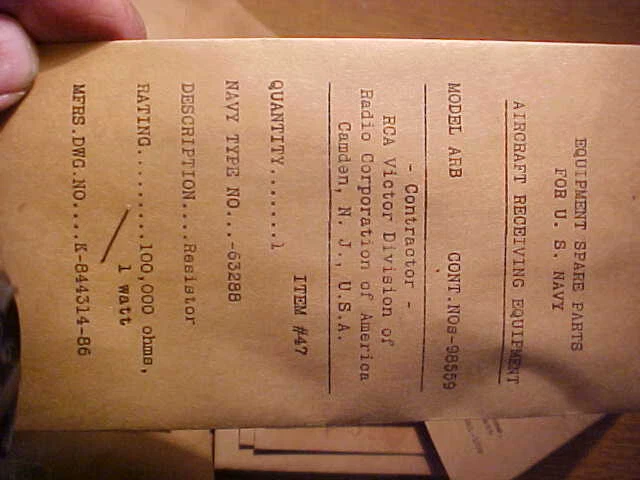 EQUIPMENT SPARE PARTS
FOR U. S. NAVY
AIRCRAFT RECEIVING EQUIPMENT
MODEL ARB CONT.NOs-98559
- Contractor -
RCA Victor Division of
Radio Corporation of America
Camden, N. J., U.S.A.
ITEM #47
QUANTITY.......1
NAVY TYPE NO...-63288
DESCRIPTION....Resistor
RATING.........100,000 ohms,
1 watt
MFRS.DWG.NO....K-844314-86